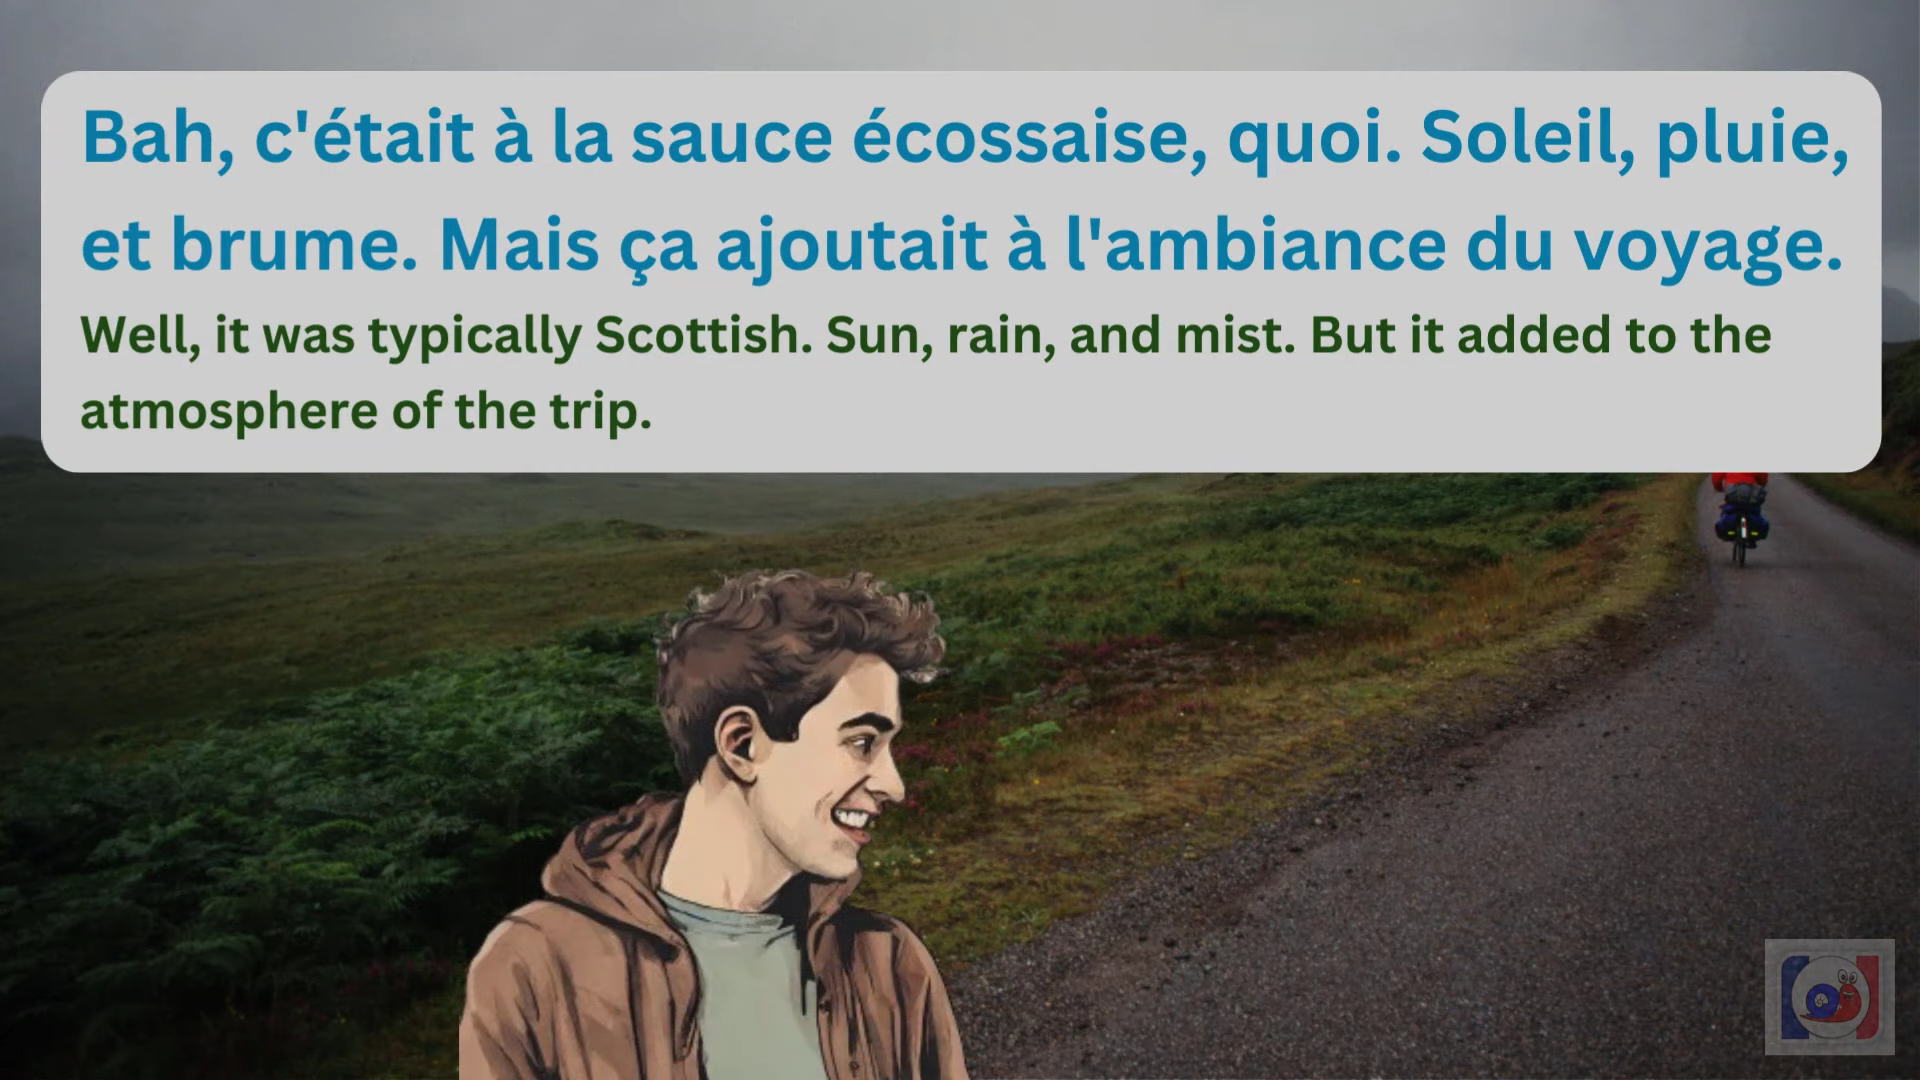 Bah, c'était à la sauce écossaise, quoi. Soleil, pluie,
et brume. Mais ça ajoutait à l'ambiance du voyage.
Well, it was typically Scottish. Sun, rain, and mist. But it added to the
atmosphere of the trip.